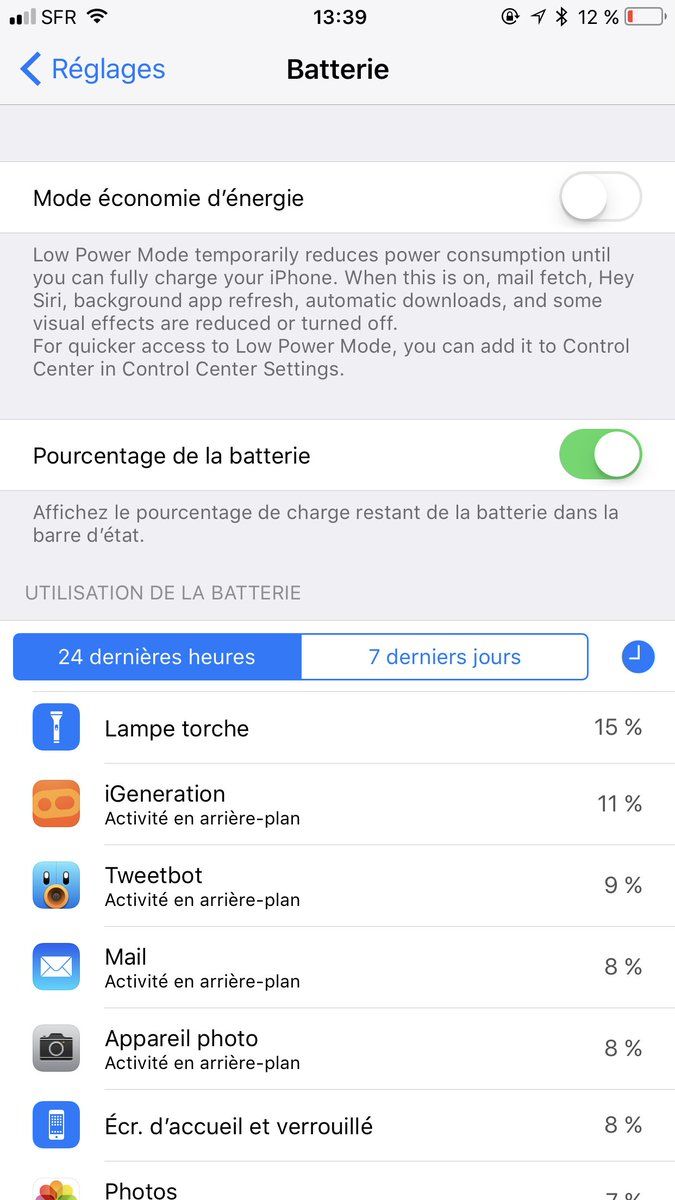 SFR 13:39 12 %
Réglages Batterie
Mode économie d’énergie
Low Power Mode temporarily reduces power consumption until
you can fully charge your iPhone. When this is on, mail fetch, Hey
Siri, background app refresh, automatic downloads, and some
visual effects are reduced or turned off.
For quicker access to Low Power Mode, you can add it to Control
Center in Control Center Settings.
Pourcentage de la batterie
Affichez le pourcentage de charge restant de la batterie dans la
barre d’état.
UTILISATION DE LA BATTERIE
24 dernières heures 7 derniers jours
Lampe torche 15 %
iGeneration
Activité en arrière-plan
11 %
Tweetbot
Activité en arrière-plan
9 %
Mail
Activité en arrière-plan
8 %
Appareil photo
Activité en arrière-plan
8 %
Écr. d’accueil et verrouillé 8 %
Photos 7 %